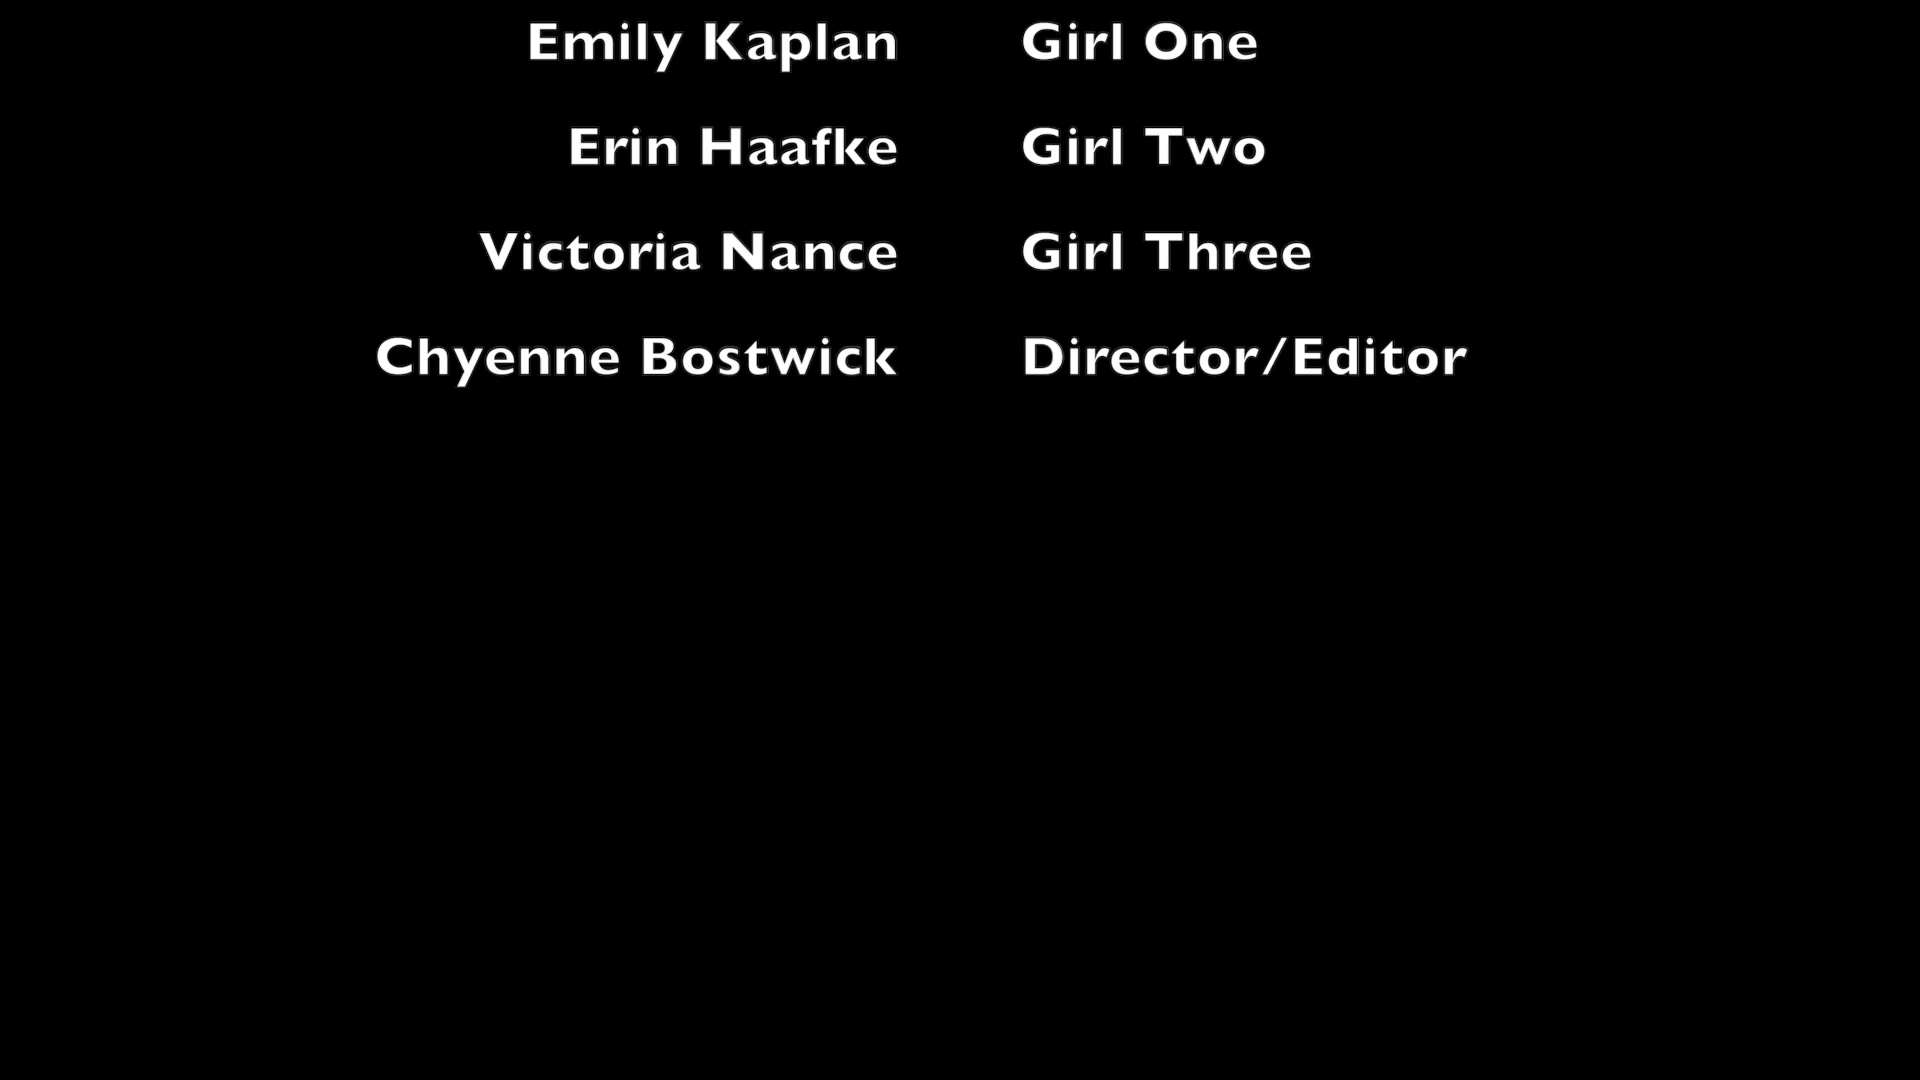 Emily Kaplan Girl One
Erin Haafke Girl Two
Victoria Nance Girl Three
Chyenne Bostwick Director/Editor